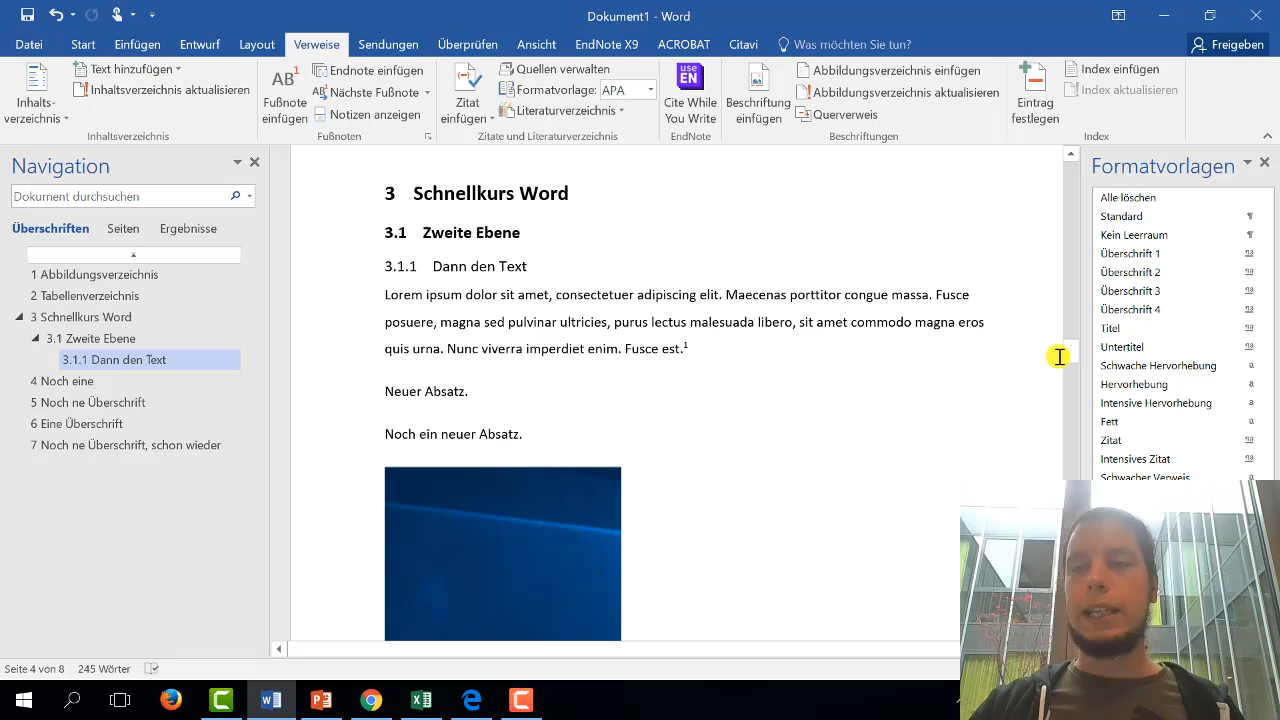 Dokument1 - Word
Datei Start Einfügen Entwurf Layout Verweise Sendungen Überprüfen Ansicht EndNote X9 ACROBAT Citavi Was möchten Sie tun? Freigeben
Inhalts-
verzeichnis
Text hinzufügen
Inhaltsverzeichnis aktualisieren
Inhaltsverzeichnis
AB1
Fußnote
einfügen
Endnote einfügen
Nächste Fußnote
Notizen anzeigen
Fußnoten
Zitat
einfügen
Quellen verwalten
Formatvorlage: APA
Literaturverzeichnis
Zitate und Literaturverzeichnis
use
EN
Cite While
You Write
EndNote
Beschriftung
einfügen
Abbildungsverzeichnis einfügen
Abbildungsverzeichnis aktualisieren
Querverweis
Beschriftungen
Eintrag
festlegen
Index einfügen
Index aktualisieren
Index
Navigation
Dokument durchsuchen
Überschriften Seiten Ergebnisse
1 Abbildungsverzeichnis
2 Tabellenverzeichnis
3 Schnellkurs Word
3.1 Zweite Ebene
3.1.1 Dann den Text
4 Noch eine
5 Noch ne Überschrift
6 Eine Überschrift
7 Noch ne Überschrift, schon wieder
3 Schnellkurs Word
3.1 Zweite Ebene
3.1.1 Dann den Text
Lorem ipsum dolor sit amet, consectetuer adipiscing elit. Maecenas porttitor congue massa. Fusce
posuere, magna sed pulvinar ultricies, purus lectus malesuada libero, sit amet commodo magna eros
quis urna. Nunc viverra imperdiet enim. Fusce est.1
Neuer Absatz.
Noch ein neuer Absatz.
Formatvorlagen
Alle löschen
Standard ¶
Kein Leerraum ¶
Überschrift 1 ¶a
Überschrift 2 ¶a
Überschrift 3 ¶a
Überschrift 4 ¶a
Titel ¶a
Untertitel ¶a
Schwache Hervorhebung a
Hervorhebung a
Intensive Hervorhebung a
Fett a
Zitat ¶a
Intensives Zitat ¶a
Schwacher Verweis a
Seite 4 von 8 245 Wörter